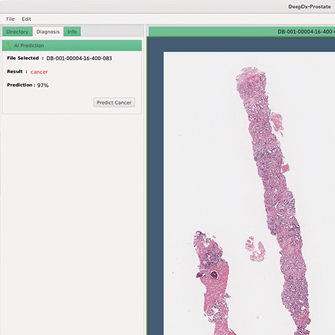 DeepDx-Prostate
File Edit
Directory Diagnosis Info
DB-001-00004-16-400-
AI Prediction
File Selected : DB-001-00004-16-400-083
Result : cancer
Prediction : 97%
Predict Cancer